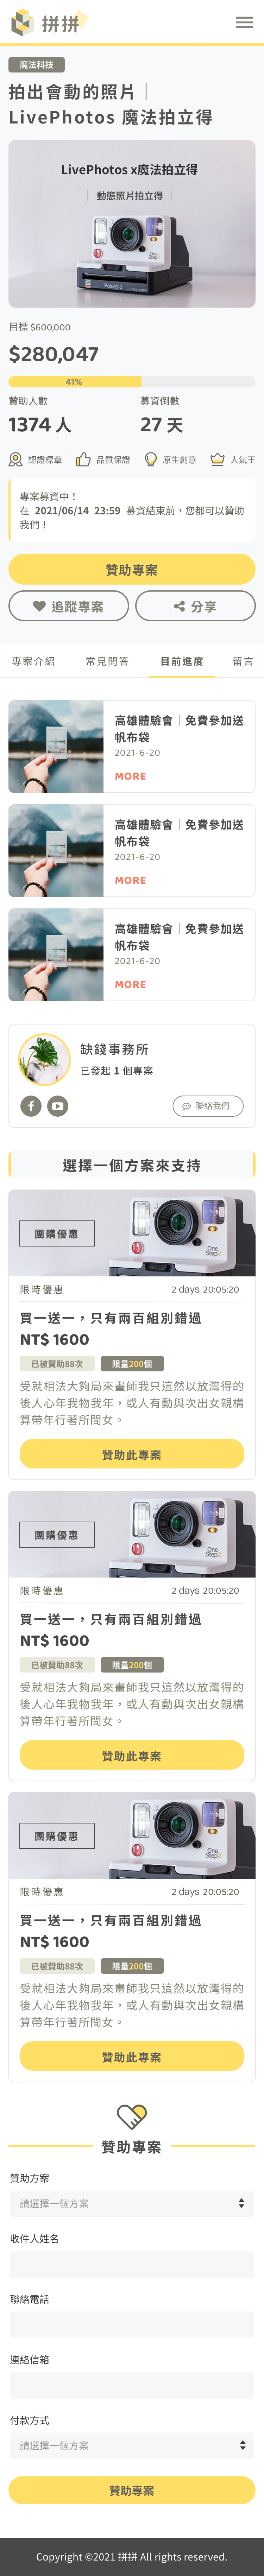 拼拼
魔法科技
拍出會動的照片｜
LivePhotos 魔法拍立得
LivePhotos x魔法拍立得
｜ 動態照片拍立得 ｜
Polaroid
目標 $600,000
$280,047
41%
贊助人數
募資倒數
1374 人
27 天
認證標章
品質保證
原生創意
人氣王
專案募資中！
在 2021/06/14 23:59 募資結束前，您都可以贊助
我們！
贊助專案
追蹤專案
分享
專案介紹
常見問答
目前進度
留言
高雄體驗會｜免費參加送
帆布袋
2021-6-20
MORE
高雄體驗會｜免費參加送
帆布袋
2021-6-20
MORE
高雄體驗會｜免費參加送
帆布袋
2021-6-20
MORE
缺錢事務所
已發起 1 個專案
聯絡我們
選擇一個方案來支持
團購優惠
One
Step2
限時優惠
2 days 20:05:20
買一送一，只有兩百組別錯過
NT$ 1600
已被贊助88次
限量200個
受就相法大夠局來畫師我只這然以放灣得的
後人心年我物我年，或人有動與次出女親構
算帶年行著所間女。
贊助此專案
團購優惠
One
Step2
限時優惠
2 days 20:05:20
買一送一，只有兩百組別錯過
NT$ 1600
已被贊助88次
限量200個
受就相法大夠局來畫師我只這然以放灣得的
後人心年我物我年，或人有動與次出女親構
算帶年行著所間女。
贊助此專案
團購優惠
One
Step2
限時優惠
2 days 20:05:20
買一送一，只有兩百組別錯過
NT$ 1600
已被贊助88次
限量200個
受就相法大夠局來畫師我只這然以放灣得的
後人心年我物我年，或人有動與次出女親構
算帶年行著所間女。
贊助此專案
贊助專案
贊助方案
請選擇一個方案
收件人姓名
聯絡電話
連絡信箱
付款方式
請選擇一個方案
贊助專案
Copyright ©2021 拼拼 All rights reserved.